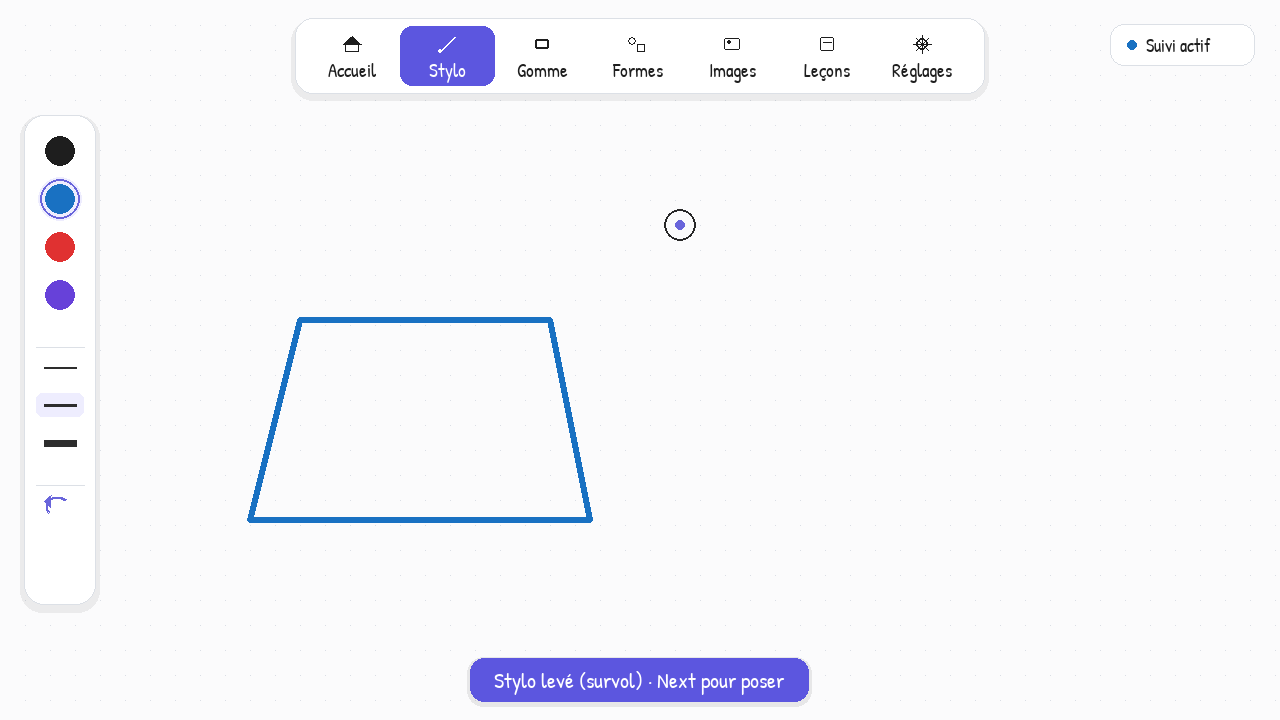 Accueil
Stylo
Gomme
Formes
Images
Leçons
Réglages
Suivi actif
Stylo levé (survol) · Next pour poser